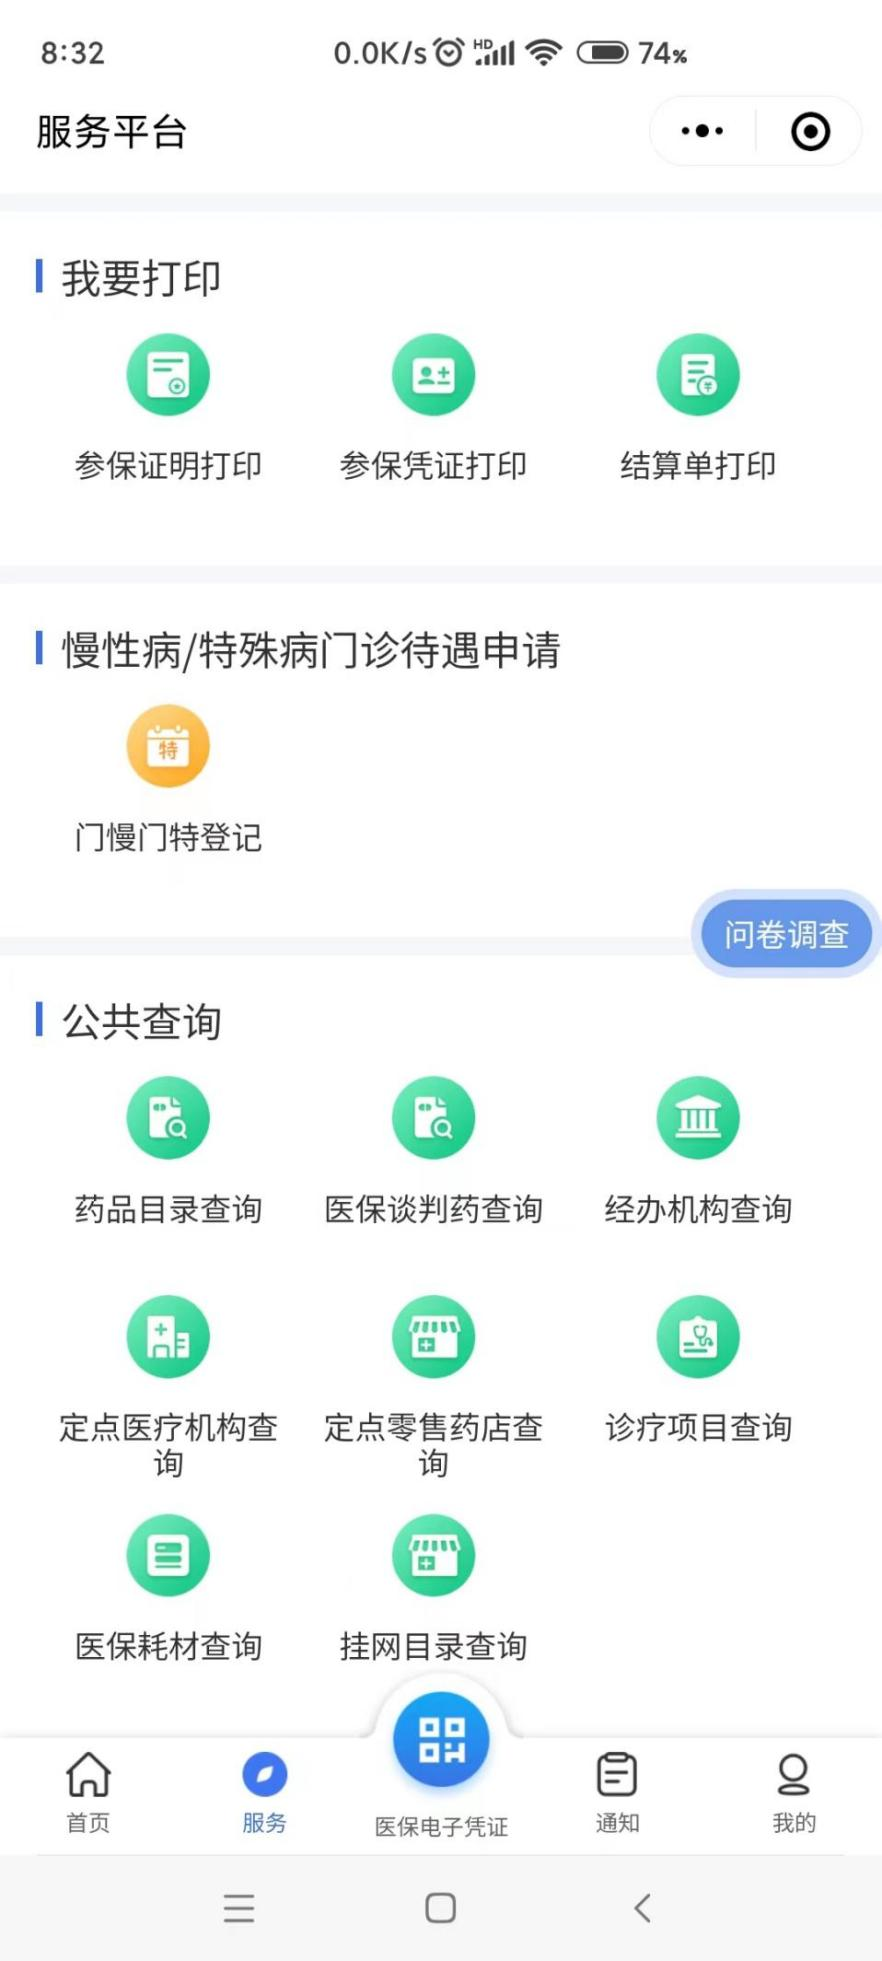 8:32 0.0K/s HD 74%
服务平台
我要打印
参保证明打印 参保凭证打印 结算单打印
慢性病/特殊病门诊待遇申请
特
门慢门特登记
问卷调查
公共查询
药品目录查询 医保谈判药查询 经办机构查询
定点医疗机构查询 定点零售药店查询 诊疗项目查询
医保耗材查询 挂网目录查询
首页 服务 医保电子凭证 通知 我的